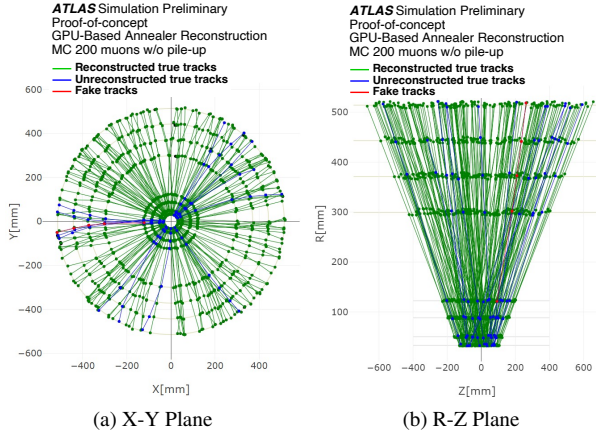 ATLAS Simulation Preliminary
Proof-of-concept
GPU-Based Annealer Reconstruction
MC 200 muons w/o pile-up
Reconstructed true tracks
Unreconstructed true tracks
Fake tracks
600
400
200
0
−200
−400
−600
Y[mm]
−400
−200
0
200
400
X[mm]
(a) X-Y Plane
ATLAS Simulation Preliminary
Proof-of-concept
GPU-Based Annealer Reconstruction
MC 200 muons w/o pile-up
Reconstructed true tracks
Unreconstructed true tracks
Fake tracks
500
400
300
200
100
R[mm]
−600
−400
−200
0
200
400
600
Z[mm]
(b) R-Z Plane